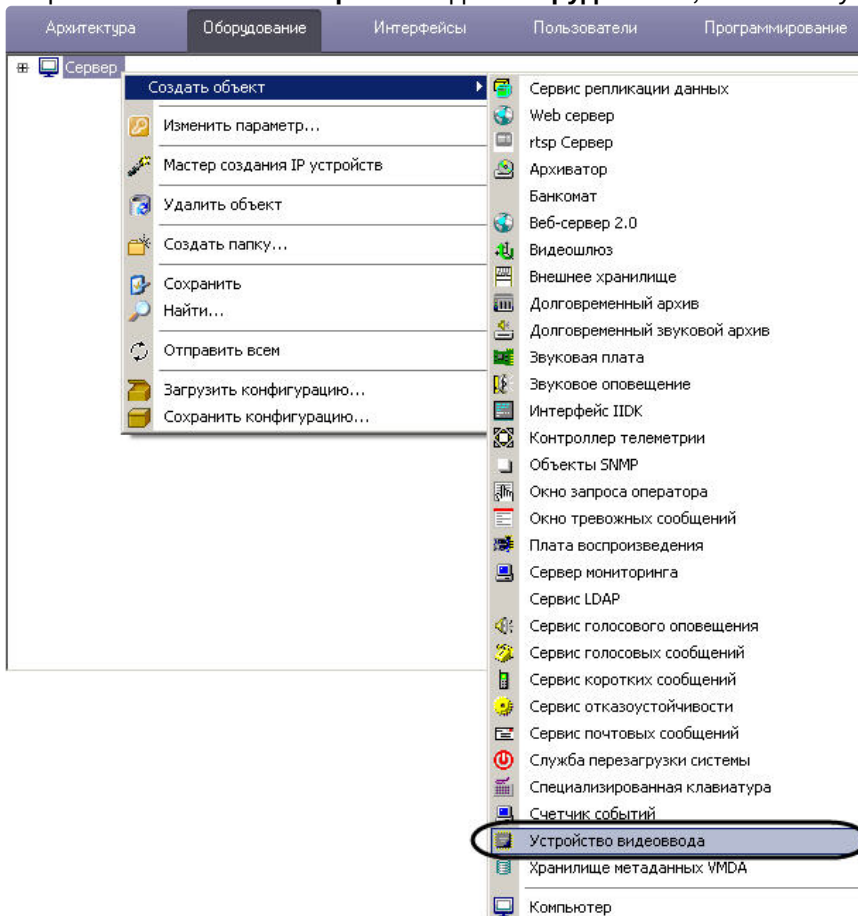 Архитектура Оборудование Интерфейсы Пользователи Программирование
Сервер
Создать объект
Изменить параметр...
Мастер создания IP устройств
Удалить объект
Создать папку...
Сохранить
Найти...
Отправить всем
Загрузить конфигурацию...
Сохранить конфигурацию...
Сервис репликации данных
Web сервер
rtsp Сервер
Архиватор
Банкомат
Веб-сервер 2.0
Видеошлюз
Внешнее хранилище
Долговременный архив
Долговременный звуковой архив
Звуковая плата
Звуковое оповещение
Интерфейс IIDK
Контроллер телеметрии
Объекты SNMP
Окно запроса оператора
Окно тревожных сообщений
Плата воспроизведения
Сервер мониторинга
Сервис LDAP
Сервис голосового оповещения
Сервис голосовых сообщений
Сервис коротких сообщений
Сервис отказоустойчивости
Сервис почтовых сообщений
Служба перезагрузки системы
Специализированная клавиатура
Счетчик событий
Устройство видеоввода
Хранилище метаданных VMDA
Компьютер